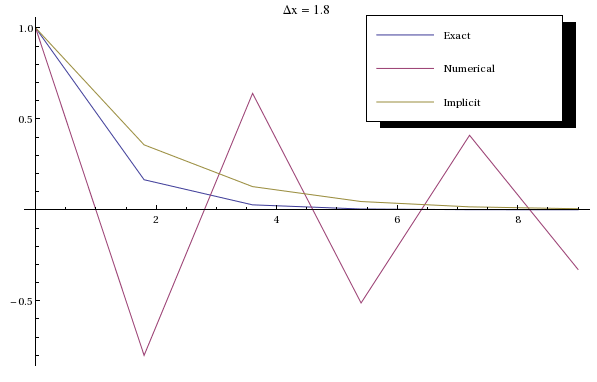 Δx = 1.8
Exact
Numerical
Implicit
1.0
0.5
-0.5
2 4 6 8